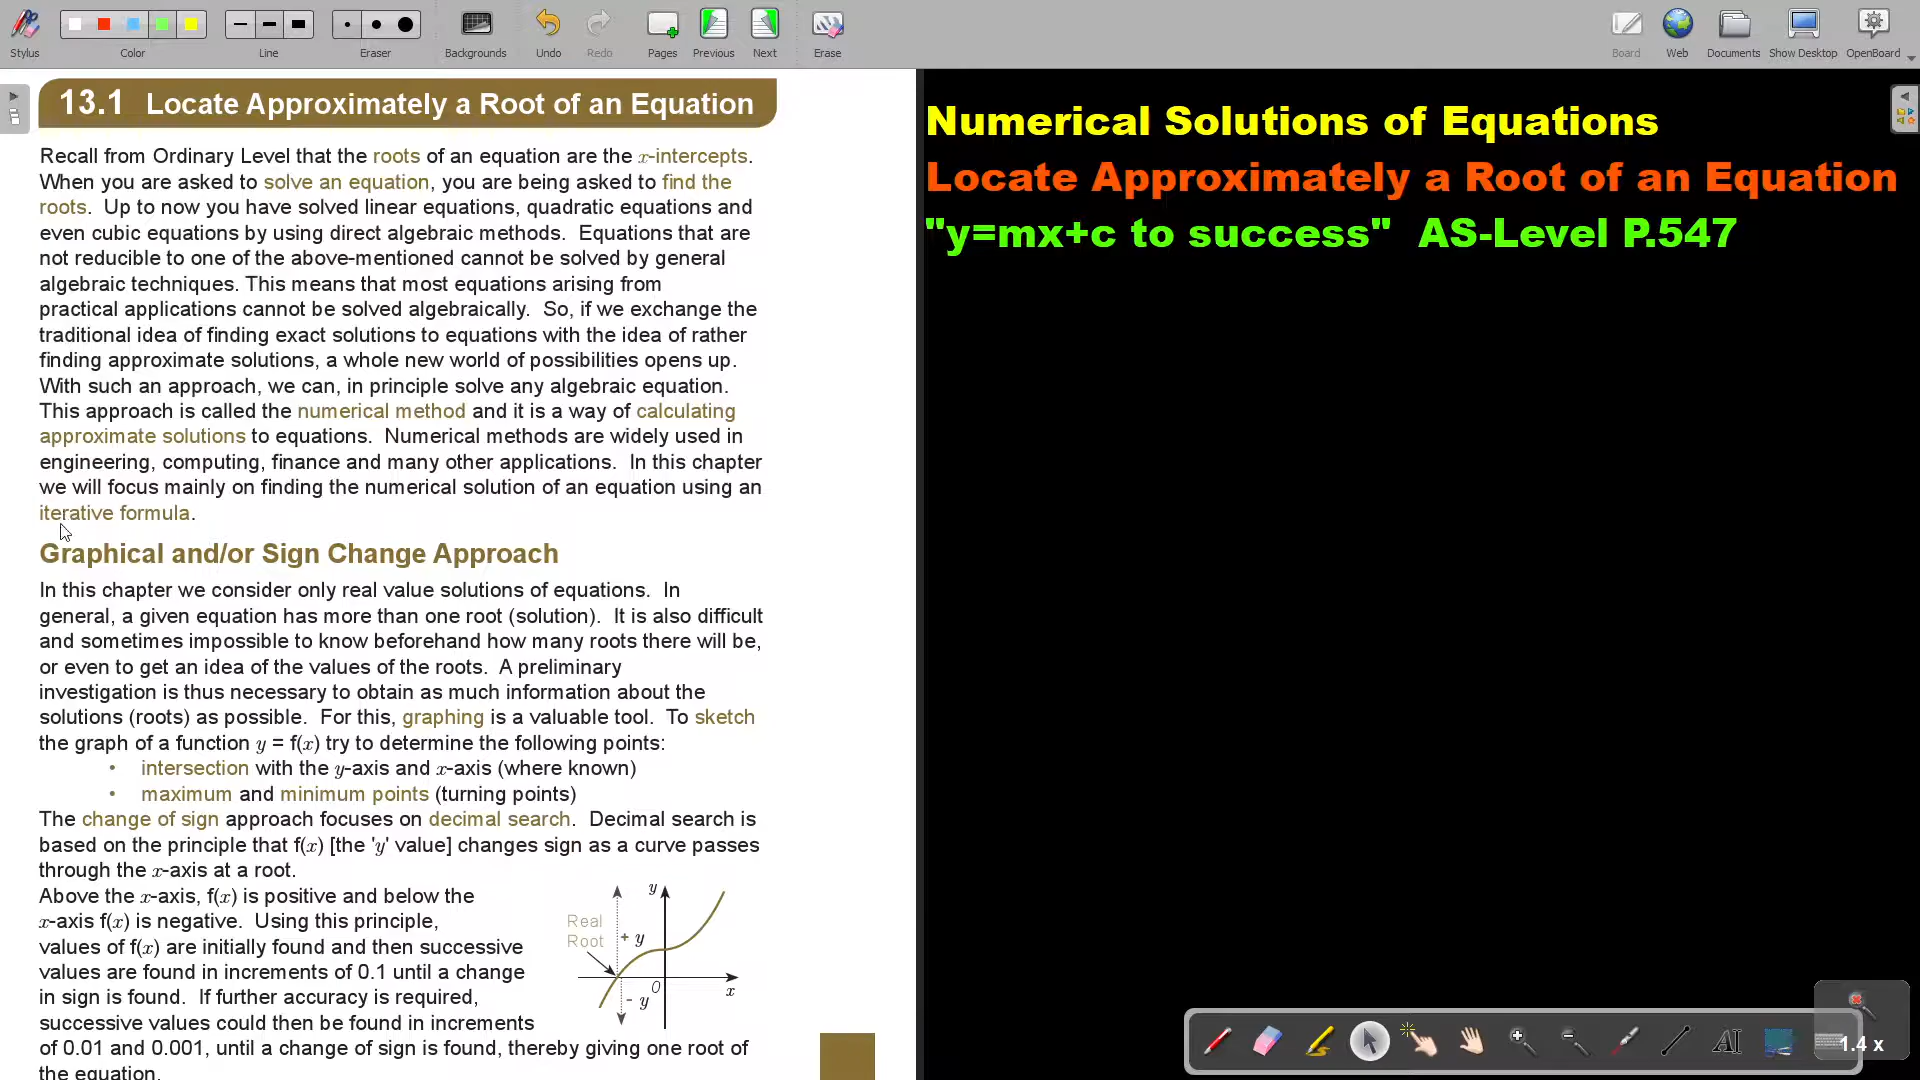 Stylus
Color
Line
Eraser
Backgrounds
Undo
Redo
Pages
Previous
Next
Erase
Board
Web
Documents
Show Desktop
OpenBoard
13.1 Locate Approximately a Root of an Equation
Recall from Ordinary Level that the roots of an equation are the x-intercepts.
When you are asked to solve an equation, you are being asked to find the
roots. Up to now you have solved linear equations, quadratic equations and
even cubic equations by using direct algebraic methods. Equations that are
not reducible to one of the above-mentioned cannot be solved by general
algebraic techniques. This means that most equations arising from
practical applications cannot be solved algebraically. So, if we exchange the
traditional idea of finding exact solutions to equations with the idea of rather
finding approximate solutions, a whole new world of possibilities opens up.
With such an approach, we can, in principle solve any algebraic equation.
This approach is called the numerical method and it is a way of calculating
approximate solutions to equations. Numerical methods are widely used in
engineering, computing, finance and many other applications. In this chapter
we will focus mainly on finding the numerical solution of an equation using an
iterative formula.
Graphical and/or Sign Change Approach
In this chapter we consider only real value solutions of equations. In
general, a given equation has more than one root (solution). It is also difficult
and sometimes impossible to know beforehand how many roots there will be,
or even to get an idea of the values of the roots. A preliminary
investigation is thus necessary to obtain as much information about the
solutions (roots) as possible. For this, graphing is a valuable tool. To sketch
the graph of a function y = f(x) try to determine the following points:
• intersection with the y-axis and x-axis (where known)
• maximum and minimum points (turning points)
The change of sign approach focuses on decimal search. Decimal search is
based on the principle that f(x) [the 'y' value] changes sign as a curve passes
through the x-axis at a root.
Above the x-axis, f(x) is positive and below the
x-axis f(x) is negative. Using this principle,
values of f(x) are initially found and then successive
values are found in increments of 0.1 until a change
in sign is found. If further accuracy is required,
successive values could then be found in increments
of 0.01 and 0.001, until a change of sign is found, thereby giving one root of
the equation.
y
Real
Root
+ y
0
x
- y
Numerical Solutions of Equations
Locate Approximately a Root of an Equation
"y=mx+c to success" AS-Level P.547
AI
1.4 x